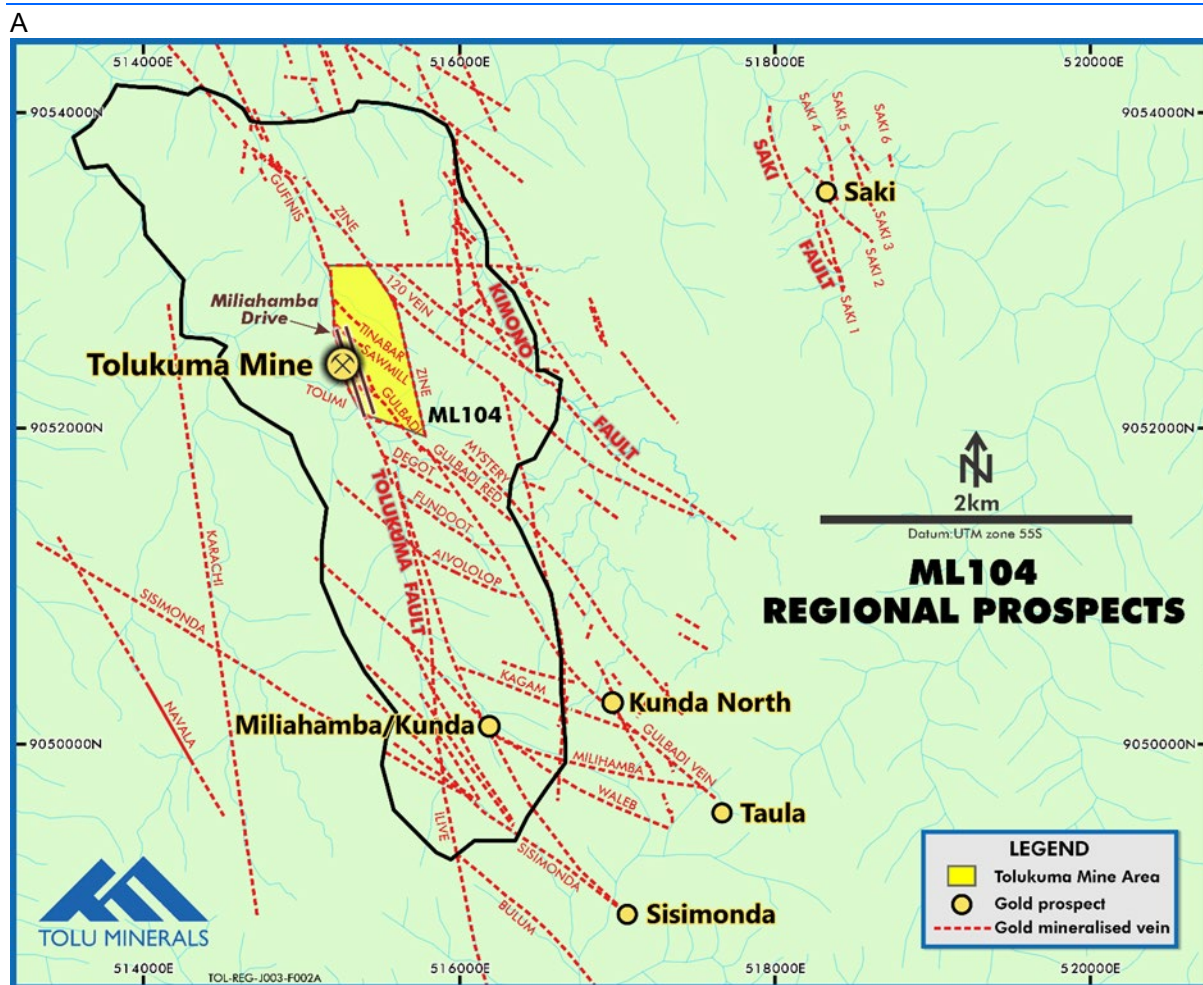 A
514000E
516000E
518000E
520000E
9054000N
9054000N
SAKI 4
SAKI 5
SAKI 6
SAKI
Saki
GUFINIS
ZINE
SAKI 3
FAULT
SAKI 2
120 VEIN
KIMONO
SAKI 1
Miliahamba
Drive
TINABAR
SAWMILL
Tolukuma Mine
ZINE
TOLIMI
GULBADI
ML104
9052000N
9052000N
FAULT
MYSTERY
GULBADI RED
DEGOT
N
TOLUKUMA FAULT
FUNDOOT
2km
Datum:UTM zone 55S
KARACHI
AIVOLOLOP
ML104
REGIONAL PROSPECTS
SISIMONDA
KAGAM
Kunda North
NAVALA
Miliahamba/Kunda
GULBADI VEIN
9050000N
9050000N
MILIHAMBA
WALEB
Taula
ILIVE
SISIMONDA
LEGEND
Tolukuma Mine Area
Gold prospect
Gold mineralised vein
Sisimonda
BULUM
TOLU MINERALS
514000E
TOL-REG-J003-F002A
516000E
518000E
520000E